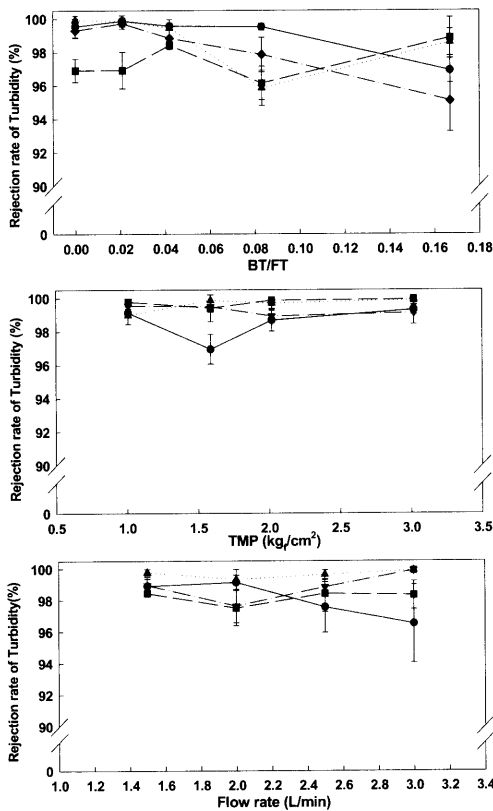 Rejection rate of Turbidity (%)
100
98
96
94
92
90
0
0.00 0.02 0.04 0.06 0.08 0.10 0.12 0.14 0.16 0.18
BT/FT
Rejection rate of Turbidity (%)
100
98
96
94
92
90
0
0.5 1.0 1.5 2.0 2.5 3.0 3.5
TMP (kgf/cm2)
Rejection rate of Turbidity(%)
100
98
96
94
92
90
0
1.0 1.2 1.4 1.6 1.8 2.0 2.2 2.4 2.6 2.8 3.0 3.2 3.4
Flow rate (L/min)